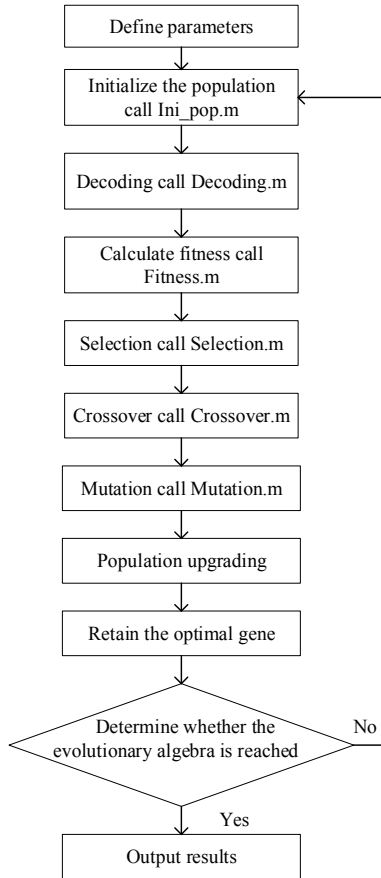 Define parameters
Initialize the population
call Ini_pop.m
Decoding call Decoding.m
Calculate fitness call
Fitness.m
Selection call Selection.m
Crossover call Crossover.m
Mutation call Mutation.m
Population upgrading
Retain the optimal gene
Determine whether the
evolutionary algebra is reached
No
Yes
Output results